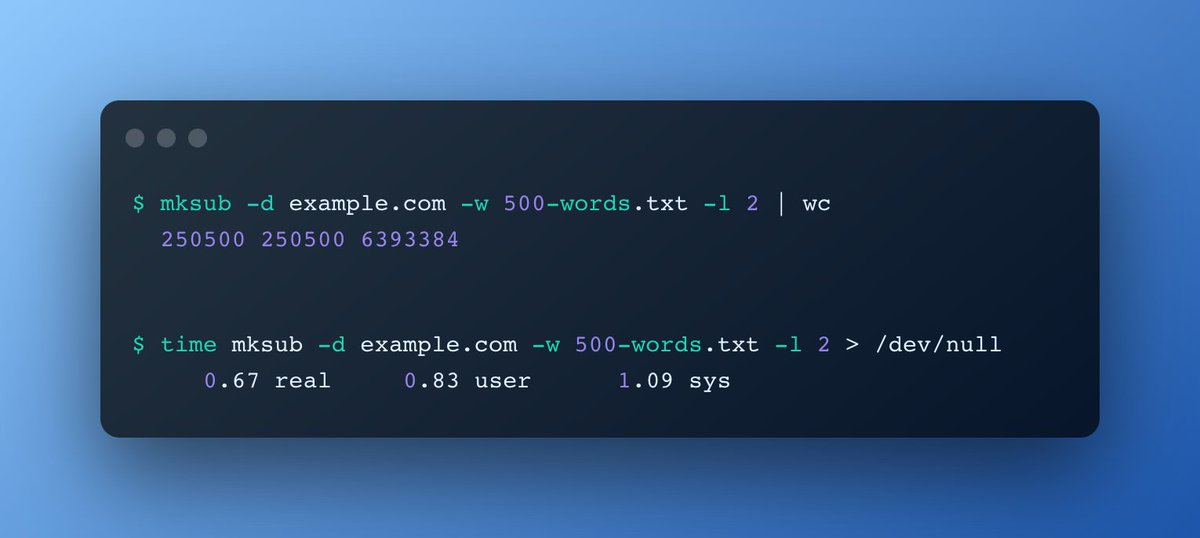 $ mksub -d example.com -w 500-words.txt -l 2 | wc
250500 250500 6393384
$ time mksub -d example.com -w 500-words.txt -l 2 > /dev/null
0.67 real 0.83 user 1.09 sys